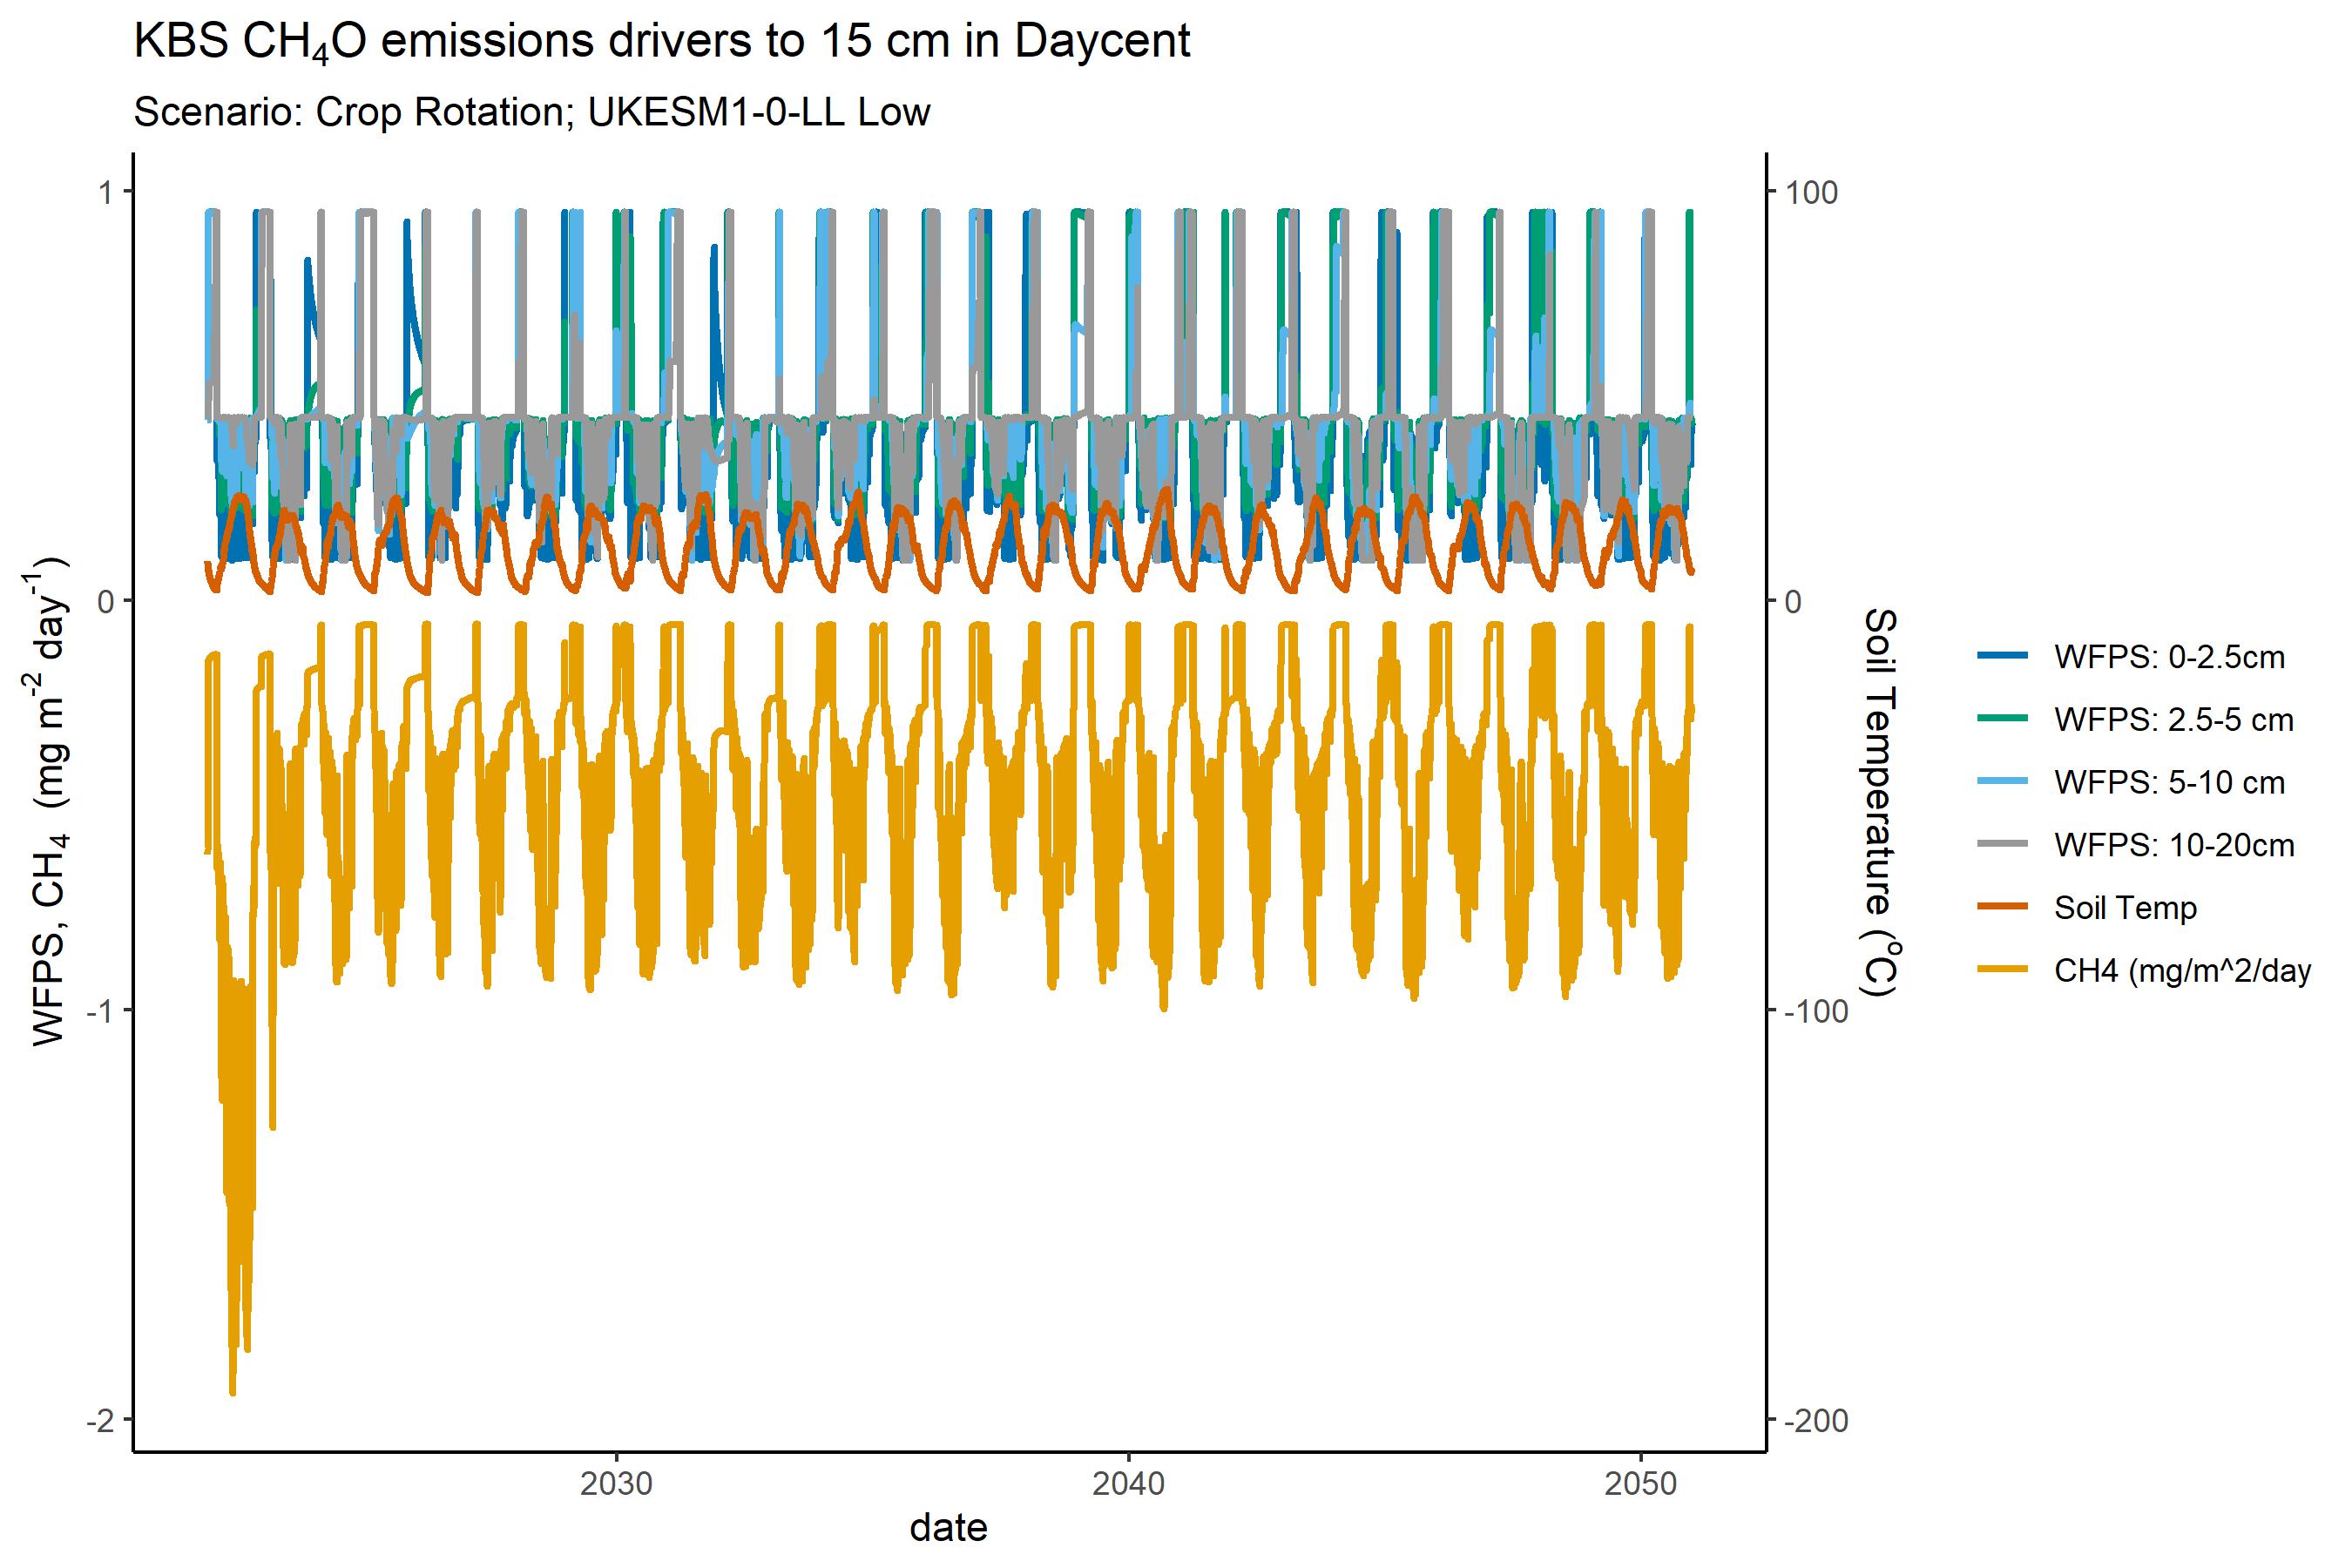 KBS CH₄O emissions drivers to 15 cm in Daycent
Scenario: Crop Rotation; UKESM1-0-LL Low
1
0
-1
-2
WFPS, CH₄ (mg m⁻² day⁻¹)
100
0
-100
-200
Soil Temperature (⁰C)
WFPS: 0-2.5cm
WFPS: 2.5-5 cm
WFPS: 5-10 cm
WFPS: 10-20cm
Soil Temp
CH4 (mg/m^2/day
2030 2040 2050
date